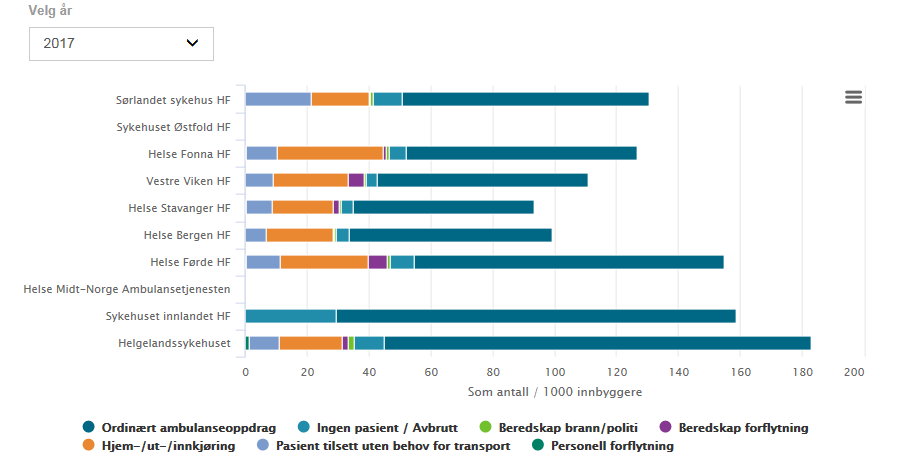 Velg år
2017
Sørlandet sykehus HF
Sykehuset Østfold HF
Helse Fonna HF
Vestre Viken HF
Helse Stavanger HF
Helse Bergen HF
Helse Førde HF
Helse Midt-Norge Ambulansetjenesten
Sykehuset innlandet HF
Helgelandssykehuset
0 20 40 60 80 100 120 140 160 180 200
Som antall / 1000 innbyggere
Ordinært ambulanseoppdrag Ingen pasient / Avbrutt Beredskap brann/politi Beredskap forflytning
Hjem-/ut-/innkjøring Pasient tilsett uten behov for transport Personell forflytning